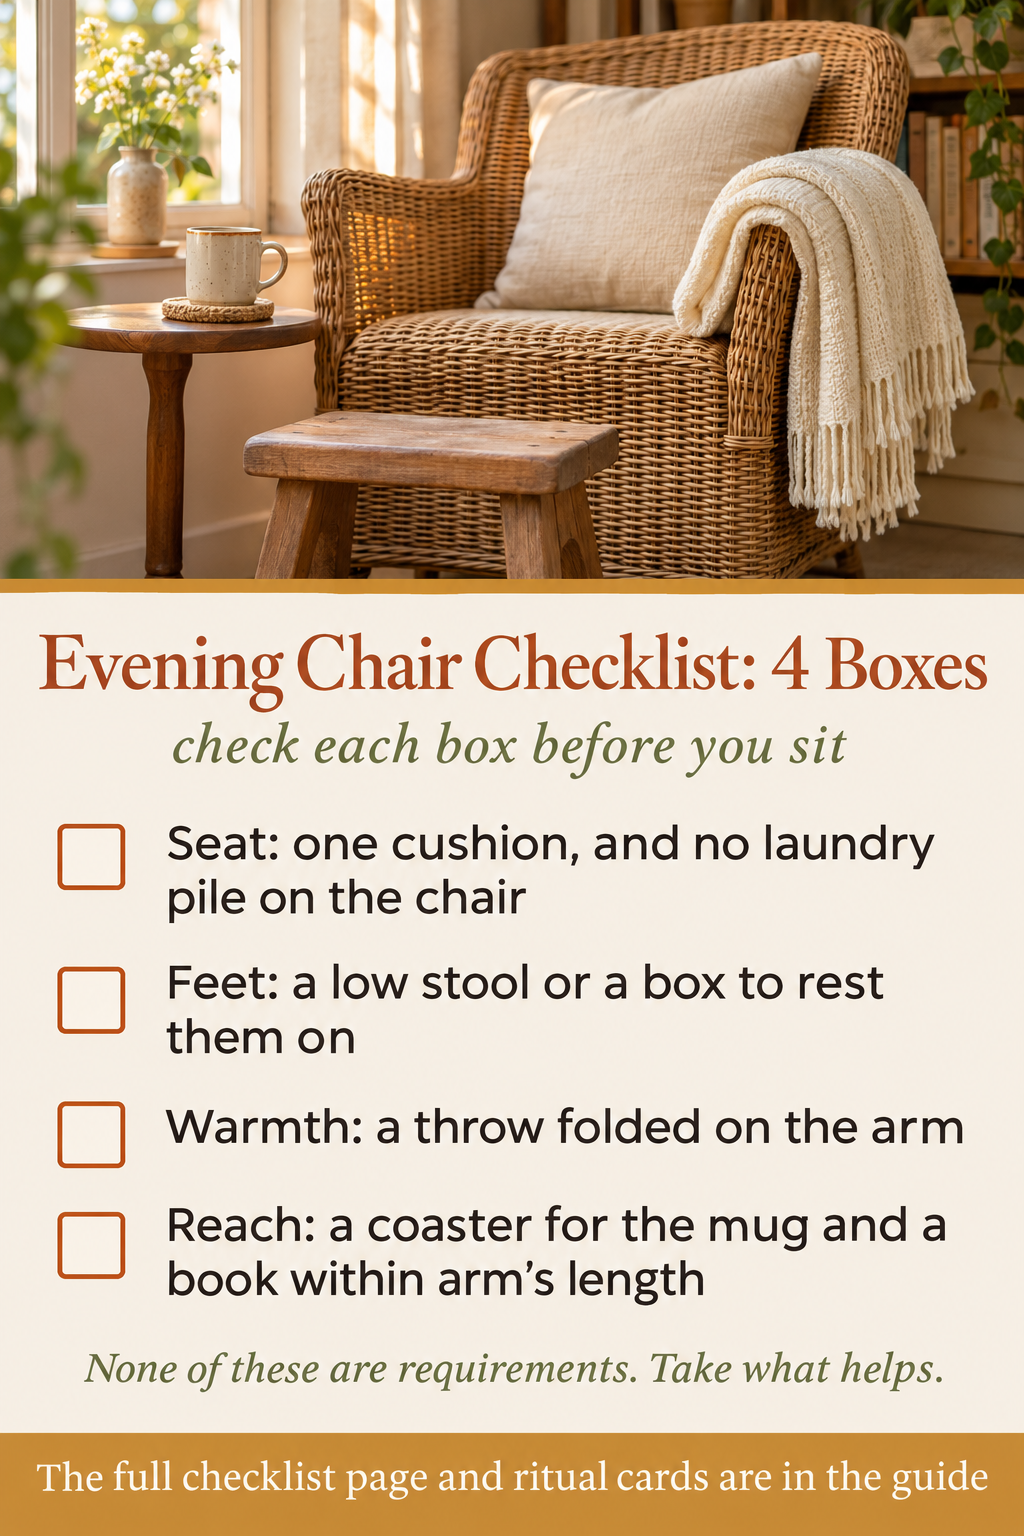 Evening Chair Checklist: 4 Boxes
check each box before you sit
Seat: one cushion, and no laundry
pile on the chair
Feet: a low stool or a box to rest
them on
Warmth: a throw folded on the arm
Reach: a coaster for the mug and a
book within arm’s length
None of these are requirements. Take what helps.
The full checklist page and ritual cards are in the guide